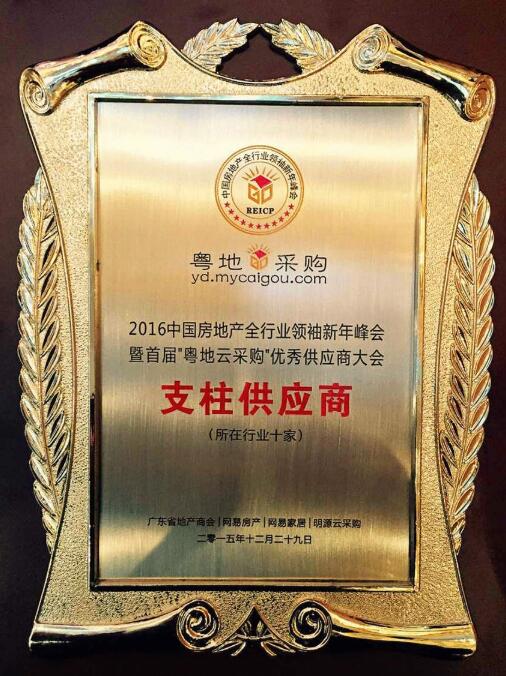 中国房地产全行业领袖新年峰会
REICP
粤地 采购
yd.mycaigou.com
2016中国房地产全行业领袖新年峰会
暨首届"粤地云采购"优秀供应商大会
支柱供应商
(所在行业十家)
广东省地产商会|网易房产|网易家居|明源云采购
二零一五年十二月二十九日